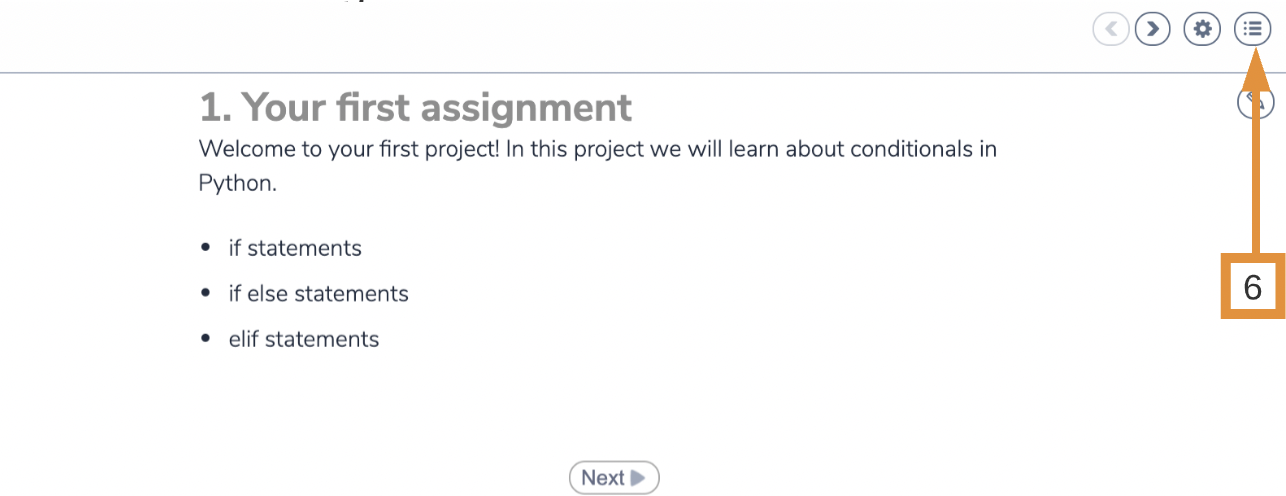 1. Your first assignment
Welcome to your first project! In this project we will learn about conditionals in
Python.
• if statements
• if else statements
• elif statements
6
Next